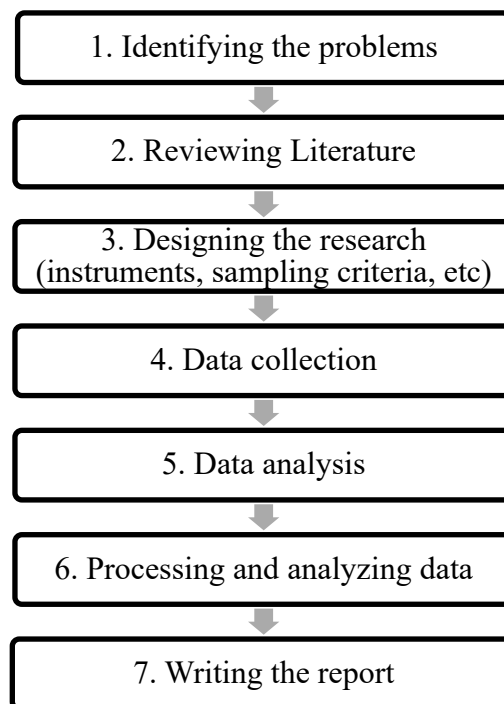 1. Identifying the problems
2. Reviewing Literature
3. Designing the research
(instruments, sampling criteria, etc)
4. Data collection
5. Data analysis
6. Processing and analyzing data
7. Writing the report